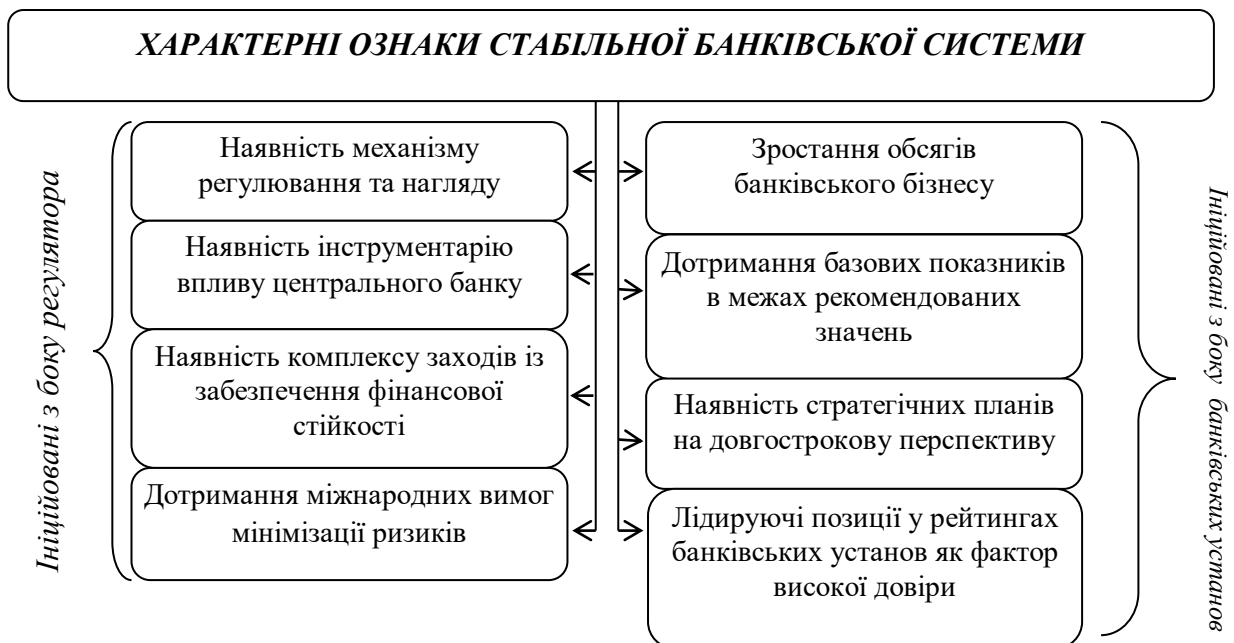 ХАРАКТЕРНІ ОЗНАКИ СТАБІЛЬНОЇ БАНКІВСЬКОЇ СИСТЕМИ
Ініційовані з боку регулятора
Наявність механізму
регулювання та нагляду
Наявність інструментарію
впливу центрального банку
Наявність комплексу заходів із
забезпечення фінансової
стійкості
Дотримання міжнародних вимог
мінімізації ризиків
Зростання обсягів
банківського бізнесу
Дотримання базових показників
в межах рекомендованих
значень
Наявність стратегічних планів
на довгострокову перспективу
Лідируючі позиції у рейтингах
банківських установ як фактор
високої довіри
Ініційовані з боку банківських установ